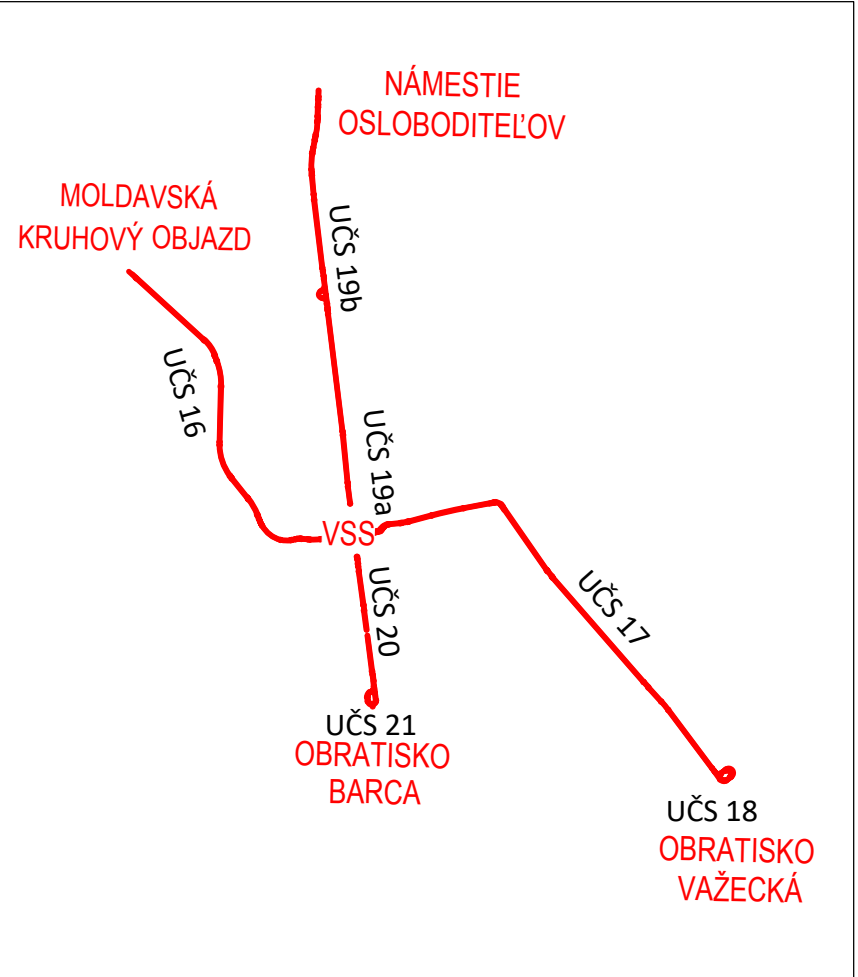 NÁMESTIE
OSLOBODITEĽOV
MOLDAVSKÁ
KRUHOVÝ OBJAZD
UČS 19b
UČS 16
UČS 19a
VSS
UČS 20
UČS 17
UČS 21
OBRATISKO
BARCA
UČS 18
OBRATISKO
VAŽECKÁ